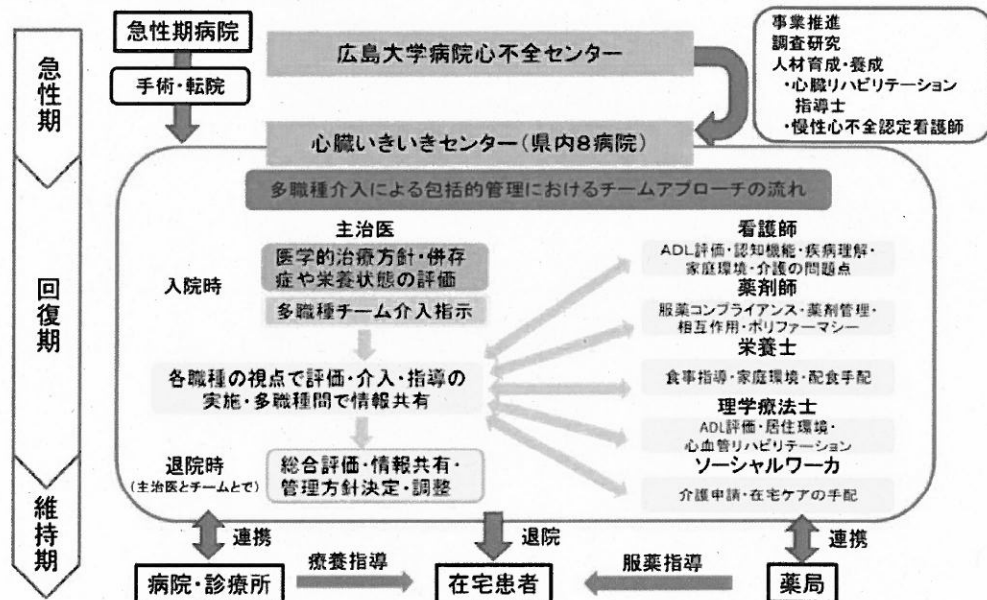 急性期
回復期
維持期
急性期病院
手術・転院
広島大学病院心不全センター
事業推進
調査研究
人材育成・養成
・心臓リハビリテーション
指導士
・慢性心不全認定看護師
心臓いきいきセンター(県内8病院)
多職種介入による包括的管理におけるチームアプローチの流れ
入院時
主治医
医学的治療方針・併存
症や栄養状態の評価
多職種チーム介入指示
各職種の視点で評価・介入・指導の
実施・多職種間で情報共有
退院時
(主治医とチームとで)
総合評価・情報共有・
管理方針決定・調整
看護師
ADL評価・認知機能・疾病理解・
家庭環境・介護の問題点
薬剤師
服薬コンプライアンス・薬剤管理・
相互作用・ポリファーマシー
栄養士
食事指導・家庭環境・配食手配
理学療法士
ADL評価・居住環境・
心血管リハビリテーション
ソーシャルワーカ
介護申請・在宅ケアの手配
連携
退院
連携
病院・診療所
療養指導
在宅患者
服薬指導
薬局